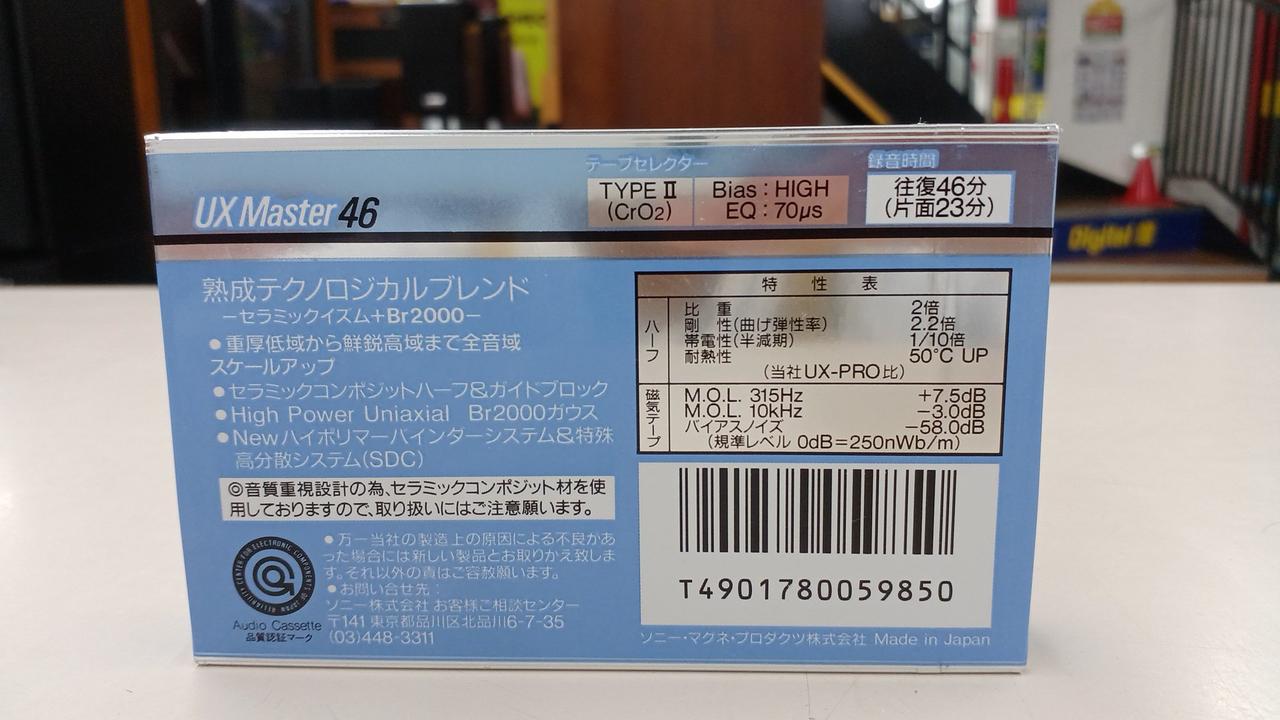 テープセレクター
録音時間
UX Master 46
TYPE II
(CrO2)
Bias : HIGH
EQ : 70μs
往復46分
(片面23分)
熟成テクノロジカルブレンド
ーセラミックイズム+Br2000ー
●重厚低域から鮮鋭高域まで全音域
スケールアップ
●セラミックコンポジットハーフ&ガイドブロック
●High Power Uniaxial Br2000ガウス
●Newハイポリマーバインダーシステム&特殊
高分散システム(SDC)
◎音質重視設計の為、セラミックコンポジット材を使
用しておりますので、取り扱いにはご注意願います。
●万一当社の製造上の原因による不良があ
った場合には新しい製品とお取りかえ致しま
す。それ以外の責はご容赦願います。
●お問い合せ先：
ソニー株式会社 お客様ご相談センター
〒141 東京都品川区北品川6-7-35
(03)448-3311
CENTER FOR ELECTRONIC COMPONENTS OF JAPAN RELIABILITY
Audio Cassette
品質認証マーク
特性表
ハーフ
比重 2倍
剛性(曲げ弾性率) 2.2倍
帯電性(半減期) 1/10倍
耐熱性 50°C UP
(当社UX-PRO比)
磁気テープ
M.O.L. 315Hz +7.5dB
M.O.L. 10kHz −3.0dB
バイアスノイズ −58.0dB
(規準レベル 0dB=250nWb/m)
T4901780059850
ソニー・マグネ・プロダクツ株式会社 Made in Japan
Digital